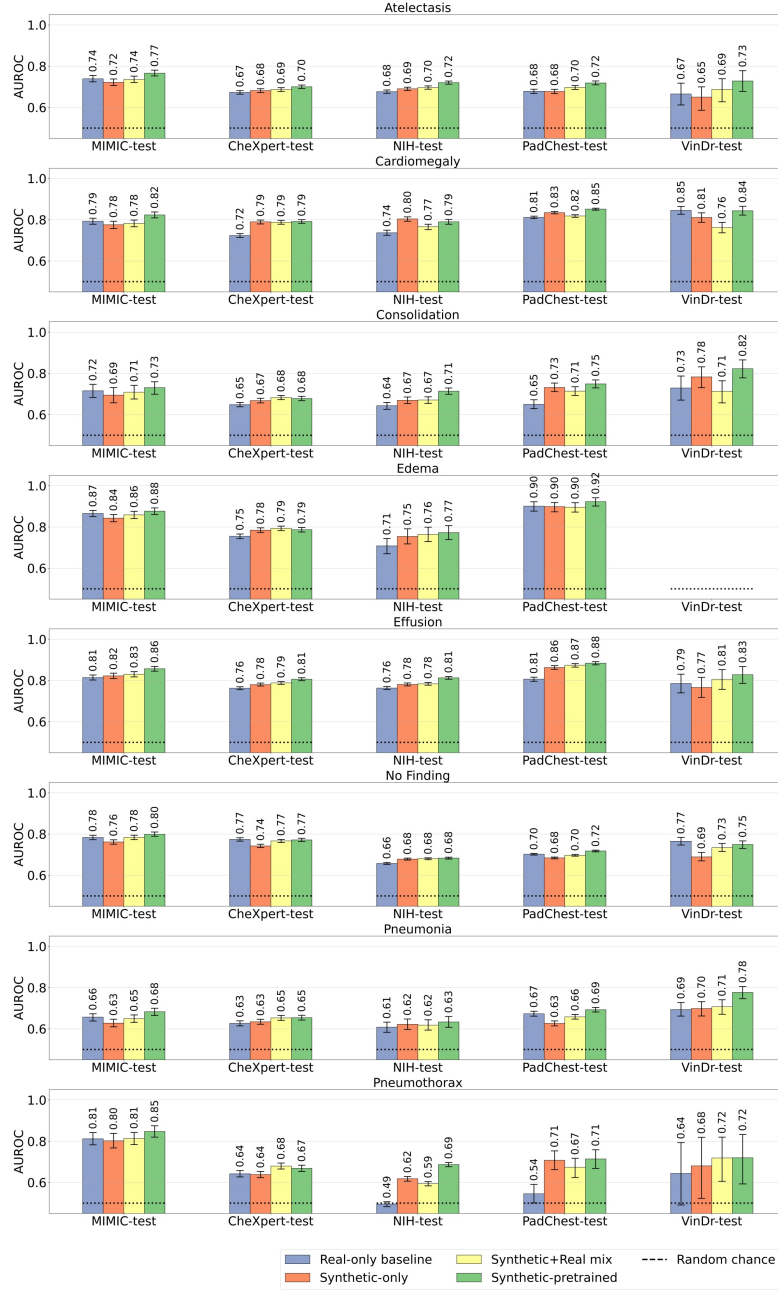 Atelectasis
1.0
0.8
0.6
AUROC
0.74 0.72 0.74 0.77 0.67 0.68 0.69 0.70 0.68 0.69 0.70 0.72 0.68 0.68 0.70 0.72 0.67 0.65 0.69 0.73
MIMIC-test CheXpert-test NIH-test PadChest-test VinDr-test
Cardiomegaly
1.0
0.8
0.6
AUROC
0.79 0.78 0.78 0.82 0.72 0.79 0.79 0.79 0.74 0.80 0.77 0.79 0.81 0.83 0.82 0.85 0.85 0.81 0.76 0.84
MIMIC-test CheXpert-test NIH-test PadChest-test VinDr-test
Consolidation
1.0
0.8
0.6
AUROC
0.72 0.69 0.71 0.73 0.65 0.67 0.68 0.68 0.64 0.67 0.67 0.71 0.65 0.73 0.71 0.75 0.73 0.78 0.71 0.82
MIMIC-test CheXpert-test NIH-test PadChest-test VinDr-test
Edema
1.0
0.8
0.6
AUROC
0.87 0.84 0.86 0.88 0.75 0.78 0.79 0.79 0.71 0.75 0.76 0.77 0.90 0.90 0.90 0.92
MIMIC-test CheXpert-test NIH-test PadChest-test VinDr-test
Effusion
1.0
0.8
0.6
AUROC
0.81 0.82 0.83 0.86 0.76 0.78 0.79 0.81 0.76 0.78 0.78 0.81 0.81 0.86 0.87 0.88 0.79 0.77 0.81 0.83
MIMIC-test CheXpert-test NIH-test PadChest-test VinDr-test
No Finding
1.0
0.8
0.6
AUROC
0.78 0.76 0.78 0.80 0.77 0.74 0.77 0.77 0.66 0.68 0.68 0.68 0.70 0.68 0.70 0.72 0.77 0.69 0.73 0.75
MIMIC-test CheXpert-test NIH-test PadChest-test VinDr-test
Pneumonia
1.0
0.8
0.6
AUROC
0.66 0.63 0.65 0.68 0.63 0.63 0.65 0.65 0.61 0.62 0.62 0.63 0.67 0.63 0.66 0.69 0.69 0.70 0.71 0.78
MIMIC-test CheXpert-test NIH-test PadChest-test VinDr-test
Pneumothorax
1.0
0.8
0.6
AUROC
0.81 0.80 0.81 0.85 0.64 0.64 0.68 0.67 0.49 0.62 0.59 0.69 0.54 0.71 0.67 0.71 0.64 0.68 0.72 0.72
MIMIC-test CheXpert-test NIH-test PadChest-test VinDr-test
Real-only baseline Synthetic+Real mix Random chance
Synthetic-only Synthetic-pretrained